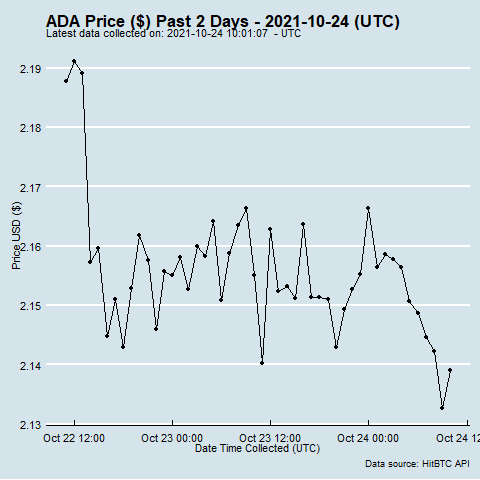 ADA Price ($) Past 2 Days - 2021-10-24 (UTC)
Latest data collected on: 2021-10-24 10:01:07 - UTC
2.19
2.18
2.17
2.16
2.15
2.14
2.13
Price USD ($)
Oct 22 12:00
Oct 23 00:00
Oct 23 12:00
Oct 24 00:00
Oct 24 12
Date Time Collected (UTC)
Data source: HitBTC API